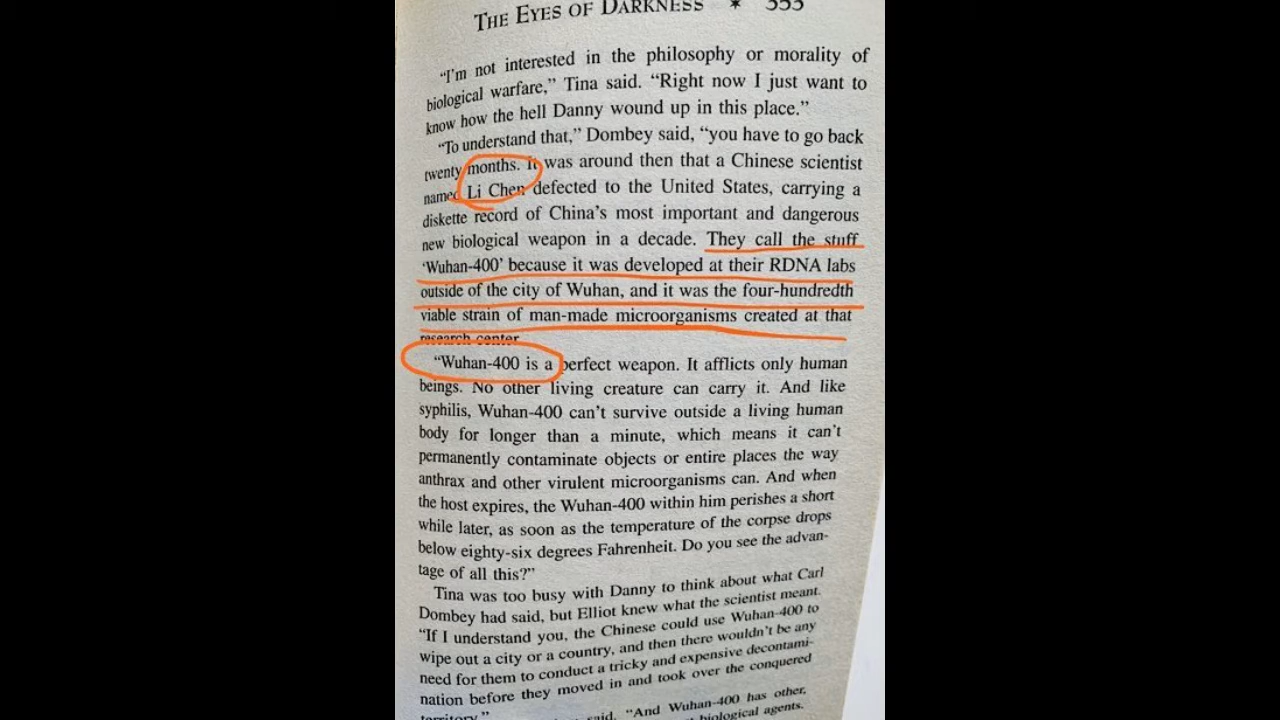 THE EYES OF DARKNESS * 353
“I’m not interested in the philosophy or morality of
biological warfare,” Tina said. “Right now I just want to
know how the hell Danny wound up in this place.”
“To understand that,” Dombey said, “you have to go back
twenty months. It was around then that a Chinese scientist
named Li Chen defected to the United States, carrying a
diskette record of China’s most important and dangerous
new biological weapon in a decade. They call the stuff
‘Wuhan-400’ because it was developed at their RDNA labs
outside of the city of Wuhan, and it was the four-hundredth
viable strain of man-made microorganisms created at that
research center.
“Wuhan-400 is a perfect weapon. It afflicts only human
beings. No other living creature can carry it. And like
syphilis, Wuhan-400 can’t survive outside a living human
body for longer than a minute, which means it can’t
permanently contaminate objects or entire places the way
anthrax and other virulent microorganisms can. And when
the host expires, the Wuhan-400 within him perishes a short
while later, as soon as the temperature of the corpse drops
below eighty-six degrees Fahrenheit. Do you see the advan-
tage of all this?”
Tina was too busy with Danny to think about what Carl
Dombey had said, but Elliot knew what the scientist meant.
“If I understand you, the Chinese could use Wuhan-400 to
wipe out a city or a country, and then there wouldn’t be any
need for them to conduct a tricky and expensive decontami-
nation before they moved in and took over the conquered
territory.”
said. “And Wuhan-400 has other,
biological agents.